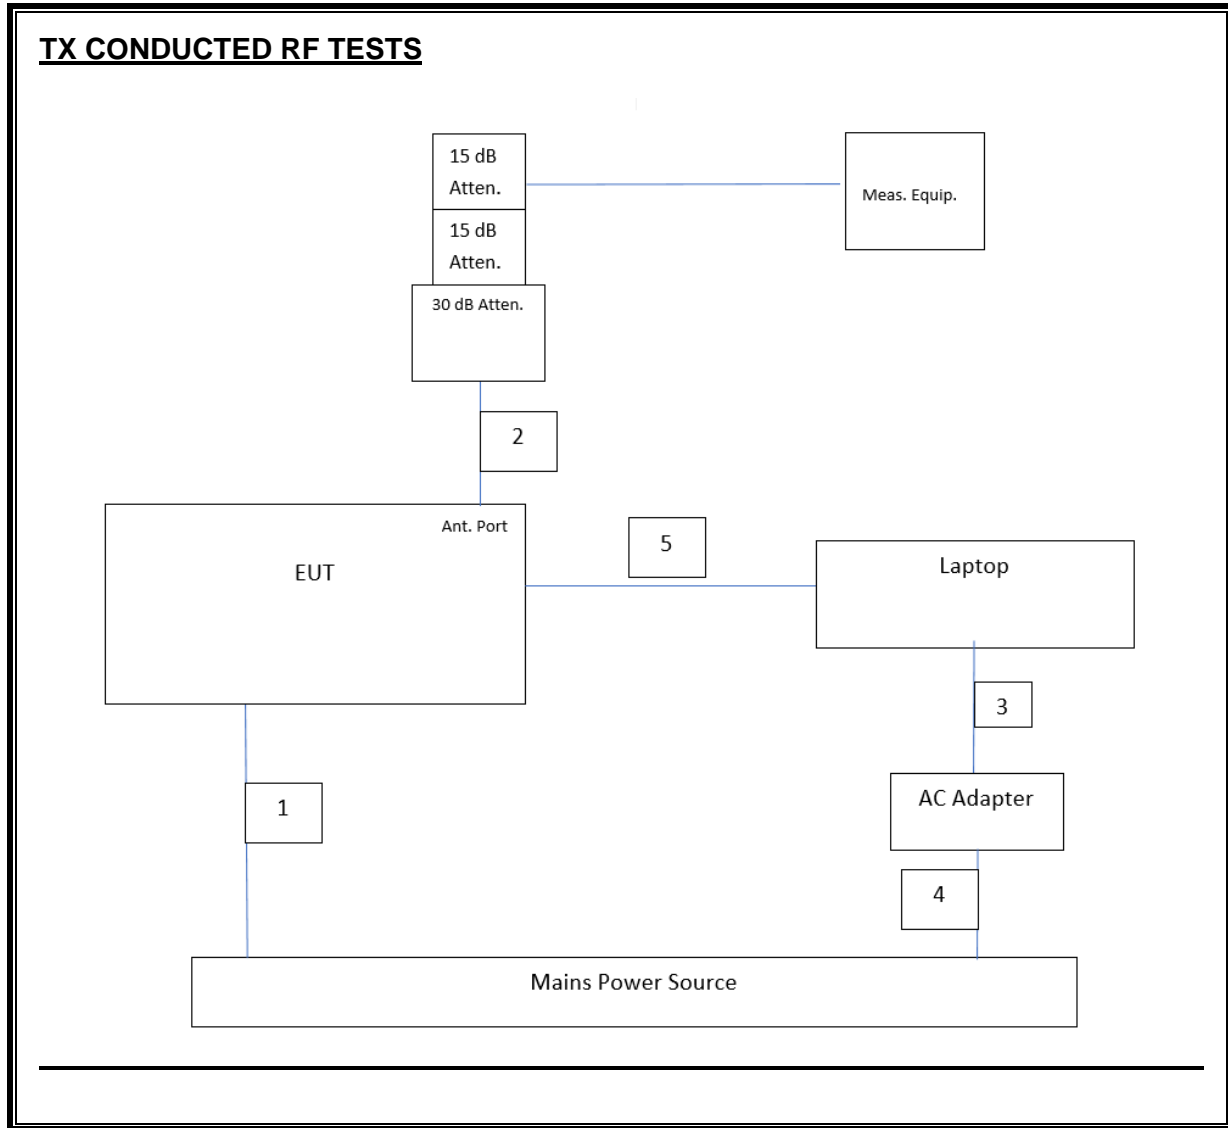 TX CONDUCTED RF TESTS
15 dB
Atten.
Meas. Equip.
15 dB
Atten.
30 dB Atten.
2
Ant. Port
EUT
5
Laptop
3
1
AC Adapter
4
Mains Power Source